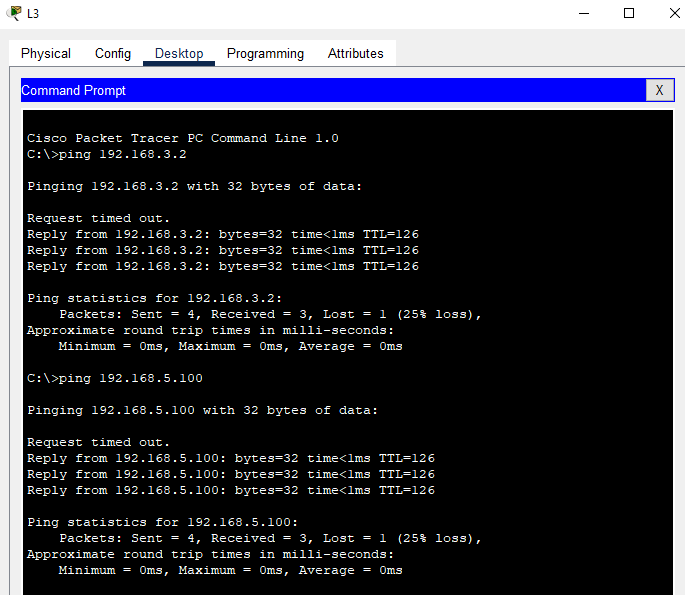 L3
Physical Config Desktop Programming Attributes
Command Prompt X
Cisco Packet Tracer PC Command Line 1.0
C:\>ping 192.168.3.2
Pinging 192.168.3.2 with 32 bytes of data:
Request timed out.
Reply from 192.168.3.2: bytes=32 time<1ms TTL=126
Reply from 192.168.3.2: bytes=32 time<1ms TTL=126
Reply from 192.168.3.2: bytes=32 time<1ms TTL=126
Ping statistics for 192.168.3.2:
Packets: Sent = 4, Received = 3, Lost = 1 (25% loss),
Approximate round trip times in milli-seconds:
Minimum = 0ms, Maximum = 0ms, Average = 0ms
C:\>ping 192.168.5.100
Pinging 192.168.5.100 with 32 bytes of data:
Request timed out.
Reply from 192.168.5.100: bytes=32 time<1ms TTL=126
Reply from 192.168.5.100: bytes=32 time<1ms TTL=126
Reply from 192.168.5.100: bytes=32 time<1ms TTL=126
Ping statistics for 192.168.5.100:
Packets: Sent = 4, Received = 3, Lost = 1 (25% loss),
Approximate round trip times in milli-seconds:
Minimum = 0ms, Maximum = 0ms, Average = 0ms